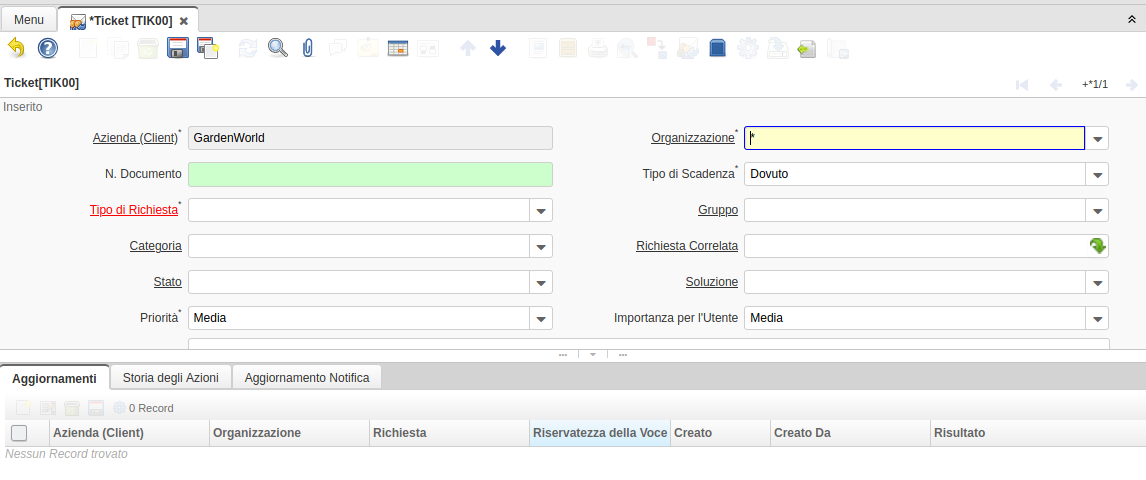 Menu
*Ticket [TIK00]
Ticket[TIK00]
+*1/1
Inserito
Azienda (Client)* GardenWorld Organizzazione* *
N. Documento Tipo di Scadenza* Dovuto
Tipo di Richiesta* Gruppo
Categoria Richiesta Correlata
Stato Soluzione
Priorità* Media Importanza per l'Utente Media
Aggiornamenti Storia degli Azioni Aggiornamento Notifica
0 Record
Azienda (Client) Organizzazione Richiesta Riservatezza della Voce Creato Creato Da Risultato
Nessun Record trovato